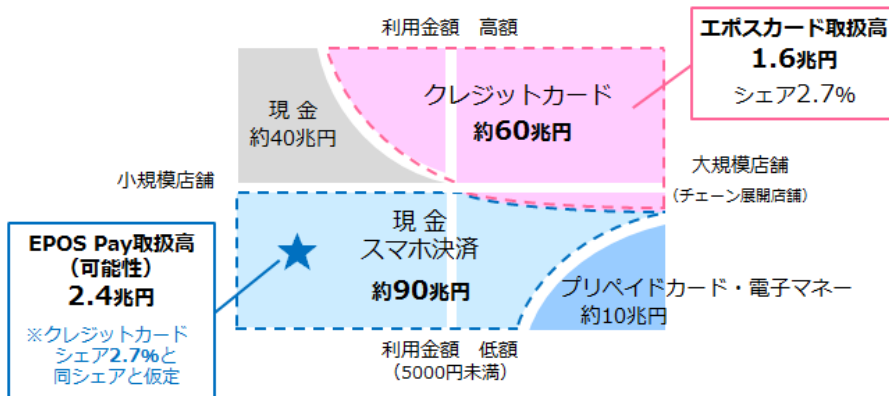 利用金額 高額
エポスカード取扱高
1.6兆円
シェア2.7%
クレジットカード
約60兆円
現 金
約40兆円
小規模店舗
大規模店舗
(チェーン展開店舗)
EPOS Pay取扱高
(可能性)
2.4兆円
※クレジットカード
シェア2.7%と
同シェアと仮定
現 金
スマホ決済
約90兆円
プリペイドカード・電子マネー
約10兆円
利用金額 低額
(5000円未満)